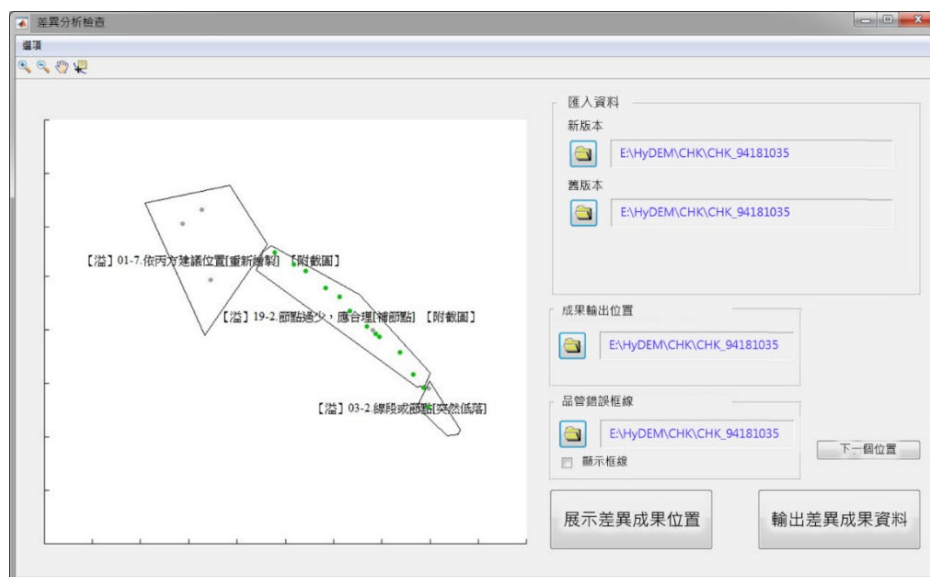 差異分析檢查
選項
【溢】01-7.依丙方建議位置[重新繪製] 【附截圖】
【溢】19-2.節點過少，應合理[補節點] 【附截圖】
【溢】03-2.線段或節點[突然低落]
匯入資料
新版本
E:\HyDEM\CHK\CHK_94181035
舊版本
E:\HyDEM\CHK\CHK_94181035
成果輸出位置
E:\HyDEM\CHK\CHK_94181035
品管錯誤框線
E:\HyDEM\CHK\CHK_94181035
顯示框線
下一個位置
展示差異成果位置
輸出差異成果資料